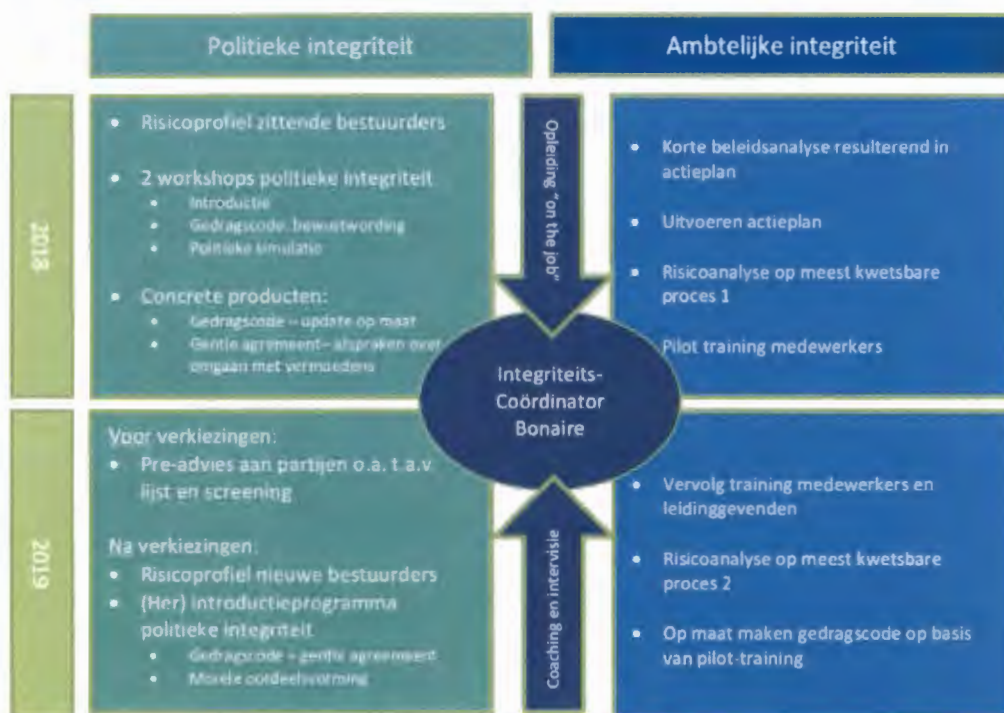 Politieke integriteit
Ambtelijke integriteit
2018
• Risicoprofiel zittende bestuurders
• 2 workshops politieke integriteit
• Introductie
• Gedragscode, bewustwording
• Politieke simulatie
• Concrete producten:
• Gedragscode – update op maat
• Gentle agreement – afspraken over
omgaan met vermoedens
Opleiding "on the job"
• Korte beleidsanalyse resulterend in
actieplan
• Uitvoeren actieplan
• Risicoanalyse op meest kwetsbare
proces 1
• Pilot training medewerkers
Integriteits-
Coördinator
Bonaire
2019
Voor verkiezingen:
• Pre-advies aan partijen o.a. t.a.v
lijst en screening
Na verkiezingen:
• Risicoprofiel nieuwe bestuurders
• (Her) introductieprogramma
politieke integriteit
• Gedragscode – gentle agreement
• Morele oordeelsvorming
Coaching en intervisie
• Vervolg training medewerkers en
leidinggevenden
• Risicoanalyse op meest kwetsbare
proces 2
• Op maat maken gedragscode op basis
van pilot-training